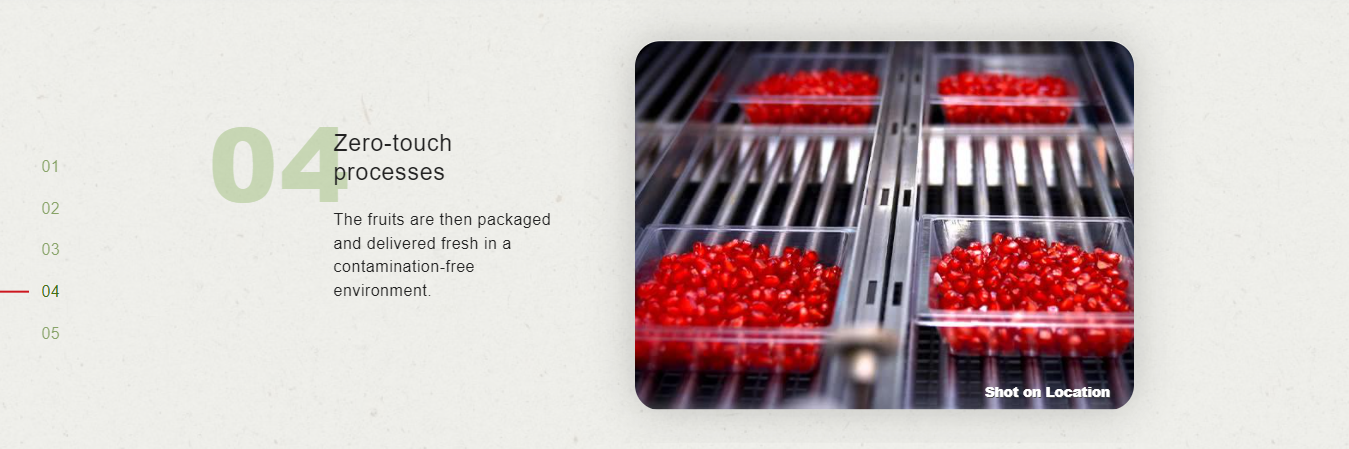 01
02
03
04
05
04
Zero-touch
processes
The fruits are then packaged
and delivered fresh in a
contamination-free
environment.
Shot on Location